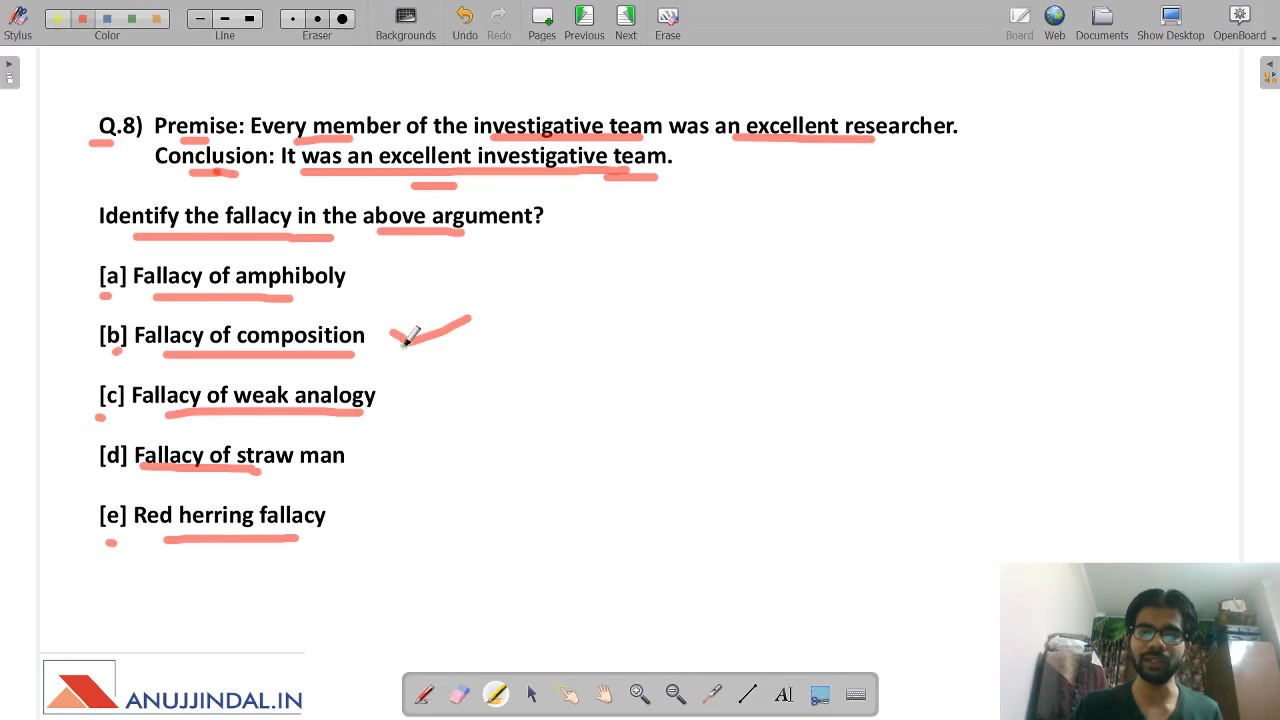 Stylus Color Line Eraser Backgrounds Undo Redo Pages Previous Next Erase Board Web Documents Show Desktop OpenBoard
Q.8) Premise: Every member of the investigative team was an excellent researcher.
Conclusion: It was an excellent investigative team.
Identify the fallacy in the above argument?
[a] Fallacy of amphiboly
[b] Fallacy of composition
[c] Fallacy of weak analogy
[d] Fallacy of straw man
[e] Red herring fallacy
ANUJJINDAL.IN
AI